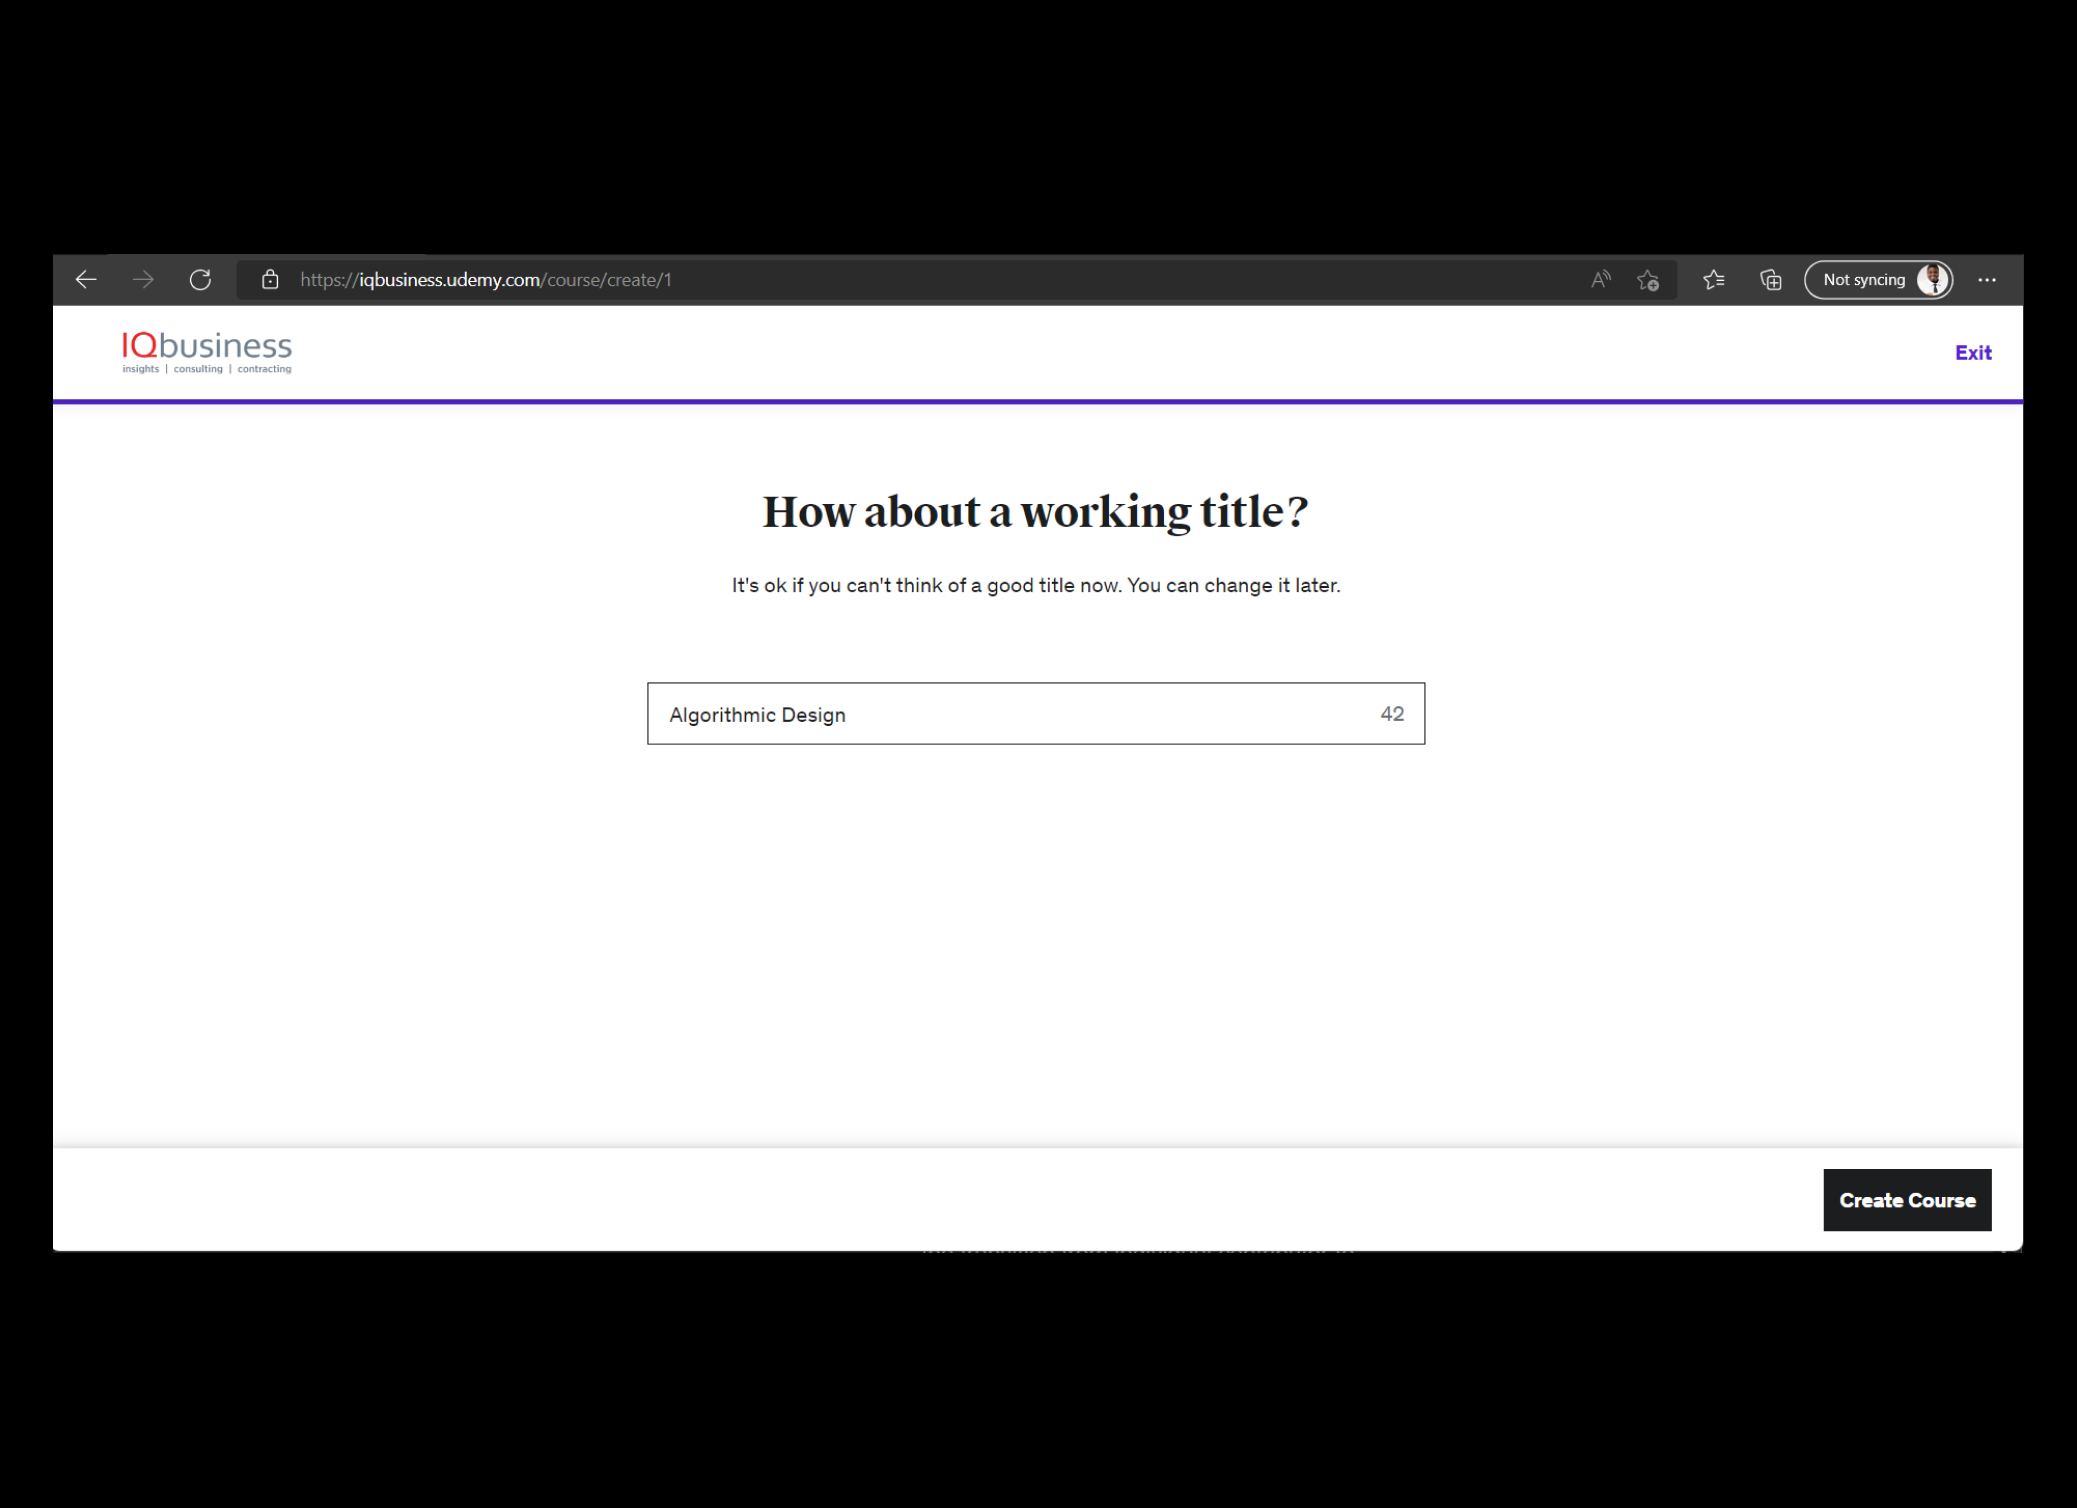 https://iqbusiness.udemy.com/course/create/1
Not syncing
IQbusiness
insights | consulting | contracting
Exit
How about a working title?
It's ok if you can't think of a good title now. You can change it later.
Algorithmic Design 42
Create Course